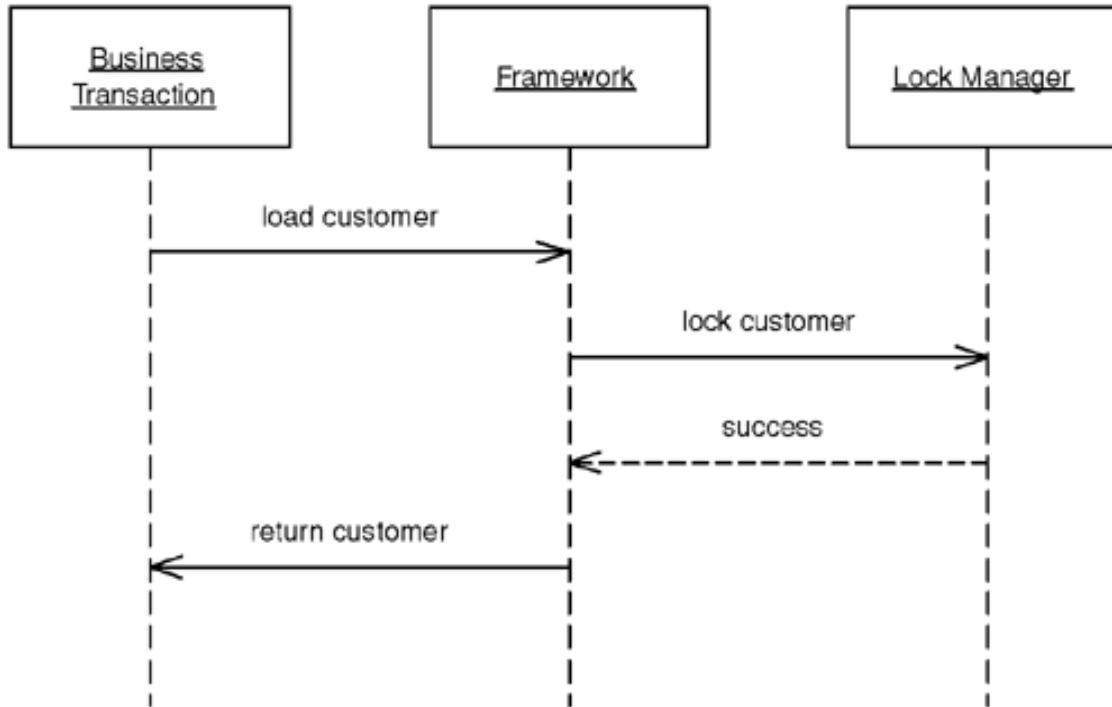 Business
Transaction
Framework
Lock Manager
load customer
lock customer
success
return customer